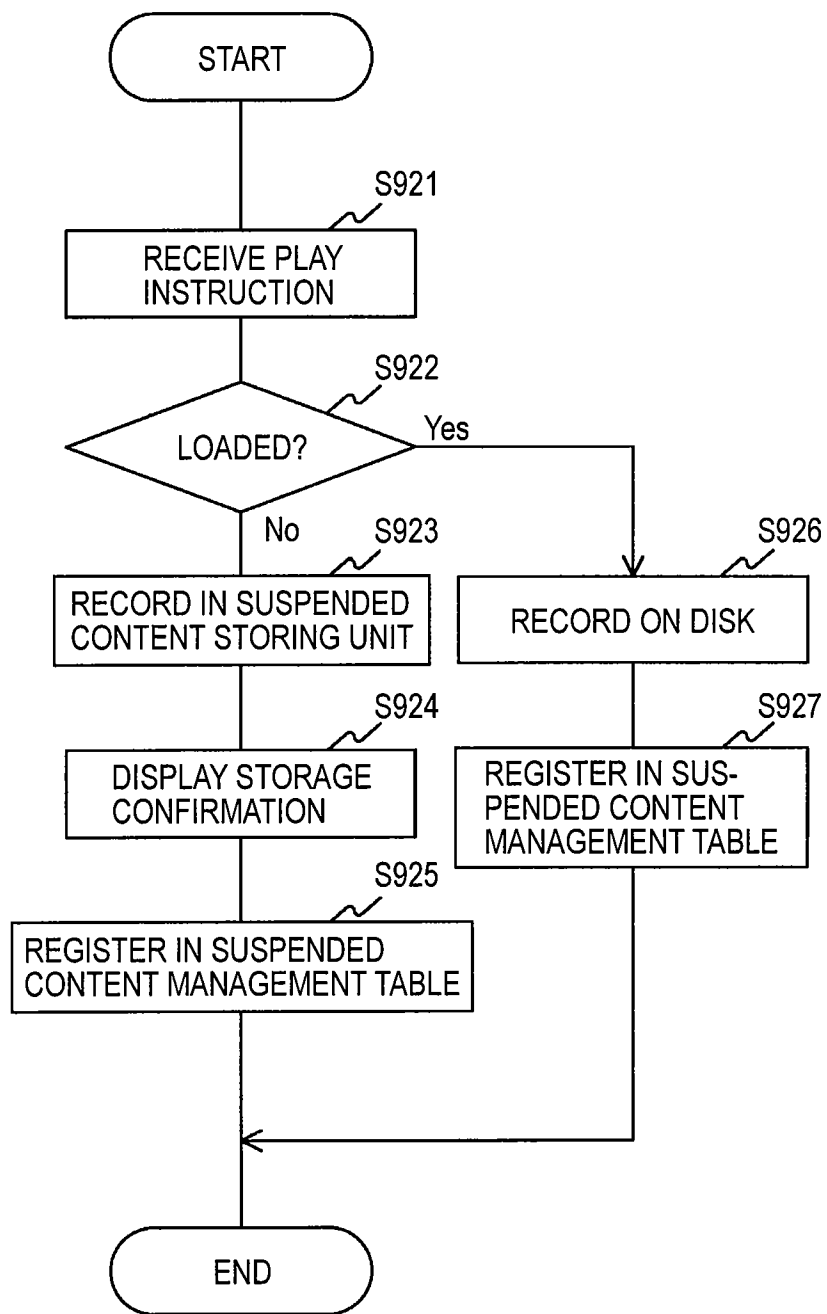 START
S921
RECEIVE PLAY
INSTRUCTION
S922
LOADED?
Yes
No
S923
RECORD IN SUSPENDED
CONTENT STORING UNIT
S926
RECORD ON DISK
S924
DISPLAY STORAGE
CONFIRMATION
S927
REGISTER IN SUS-
PENDED CONTENT
MANAGEMENT TABLE
S925
REGISTER IN SUSPENDED
CONTENT MANAGEMENT TABLE
END